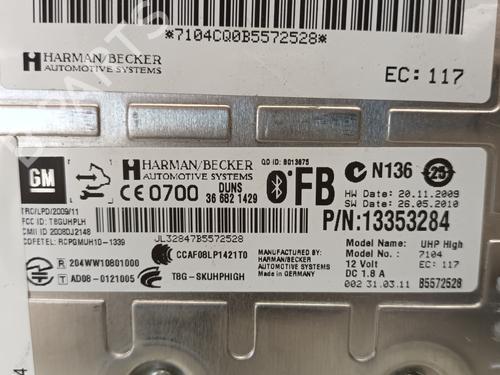 *7104CQ0B5572528*
HARMAN/BECKER
AUTOMOTIVE SYSTEMS
EC: 117
GM
HARMAN/BECKER
AUTOMOTIVE SYSTEMS
QD ID: B013675
CE 0700
DUNS
36 682 1429
FB
N136
25
HW Date: 20.11.2009
SW Date: 26.05.2010
P/N:13353284
TRC/LPD/2009/11
FCC ID: T8GUHPLH
CMII ID 2008DJ2148
COFETEL: RCPGMUH10-1339
JL32847B5572528
204WW10801000
AD08-0121005
CCAF08LP1421T0
T8G-SKUHPHIGH
MANUFACTURED BY:
HARMAN/BECKER
AUTOMOTIVE SYSTEMS
Made in GERMANY
Model Name: UHP High
Model No.: 7104
12 Volt EC: 117
DC 1.8 A
002 31.03.11 B5572528